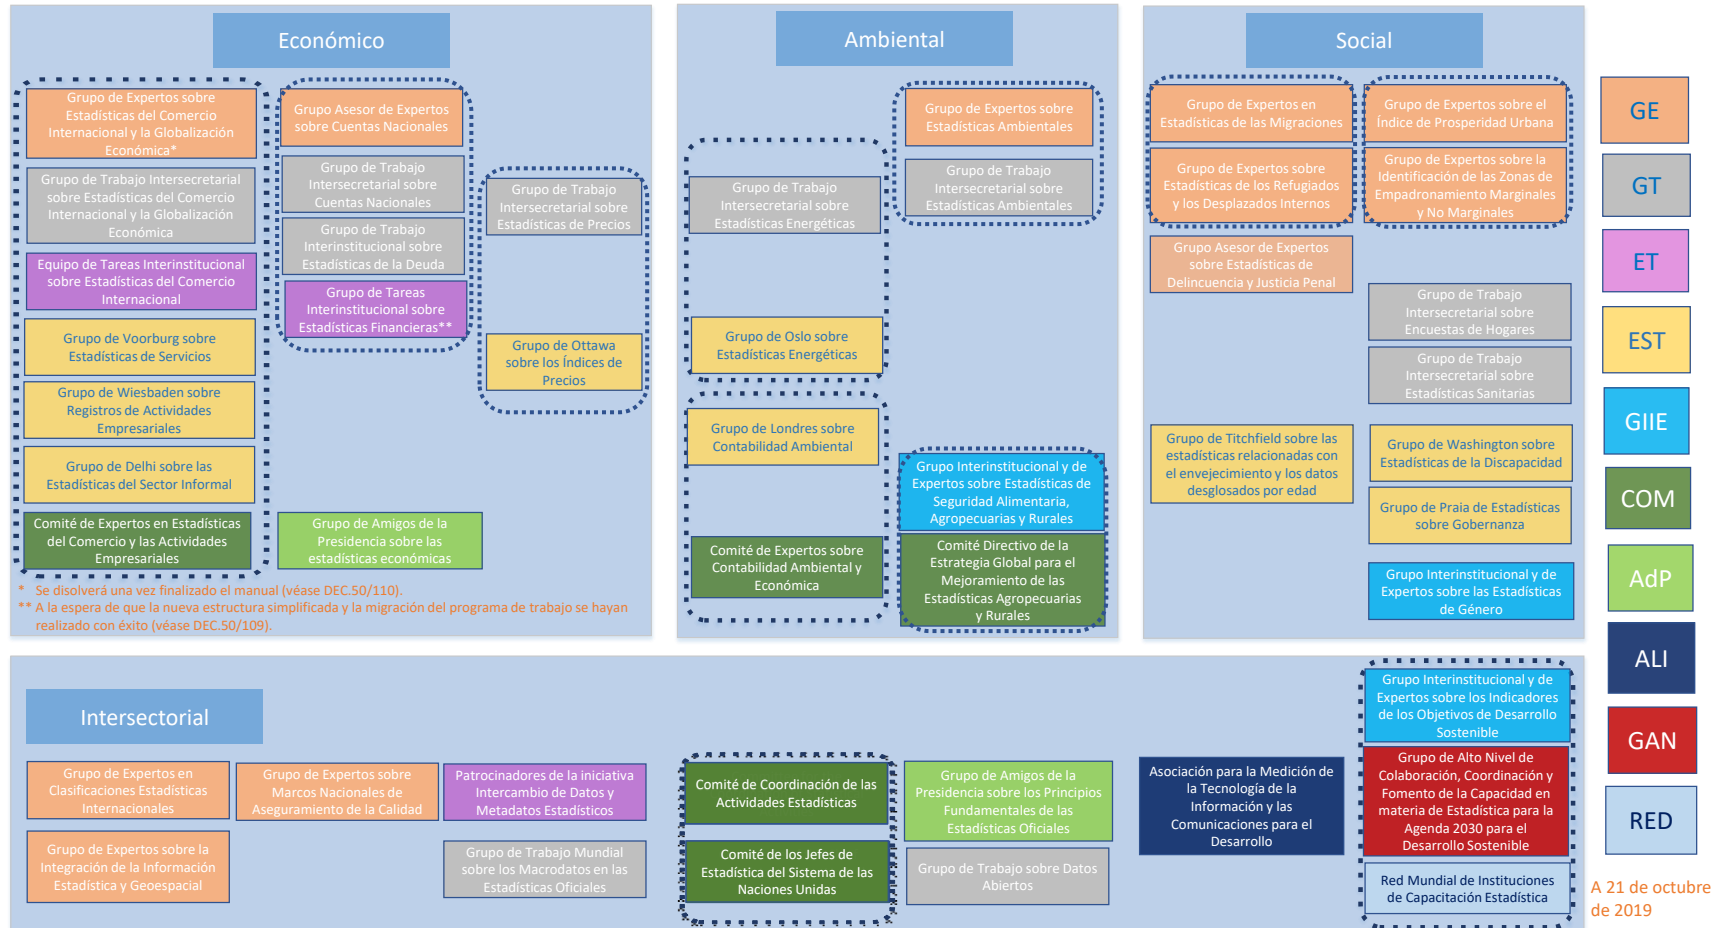 Económico
Grupo de Expertos sobre
Estadísticas del Comercio
Internacional y la Globalización
Económica*
Grupo de Trabajo Intersecretarial
sobre Estadísticas del Comercio
Internacional y la Globalización
Económica
Equipo de Tareas Interinstitucional
sobre Estadísticas del Comercio
Internacional
Grupo de Voorburg sobre
Estadísticas de Servicios
Grupo de Wiesbaden sobre
Registros de Actividades
Empresariales
Grupo de Delhi sobre las
Estadísticas del Sector Informal
Comité de Expertos en Estadísticas
del Comercio y las Actividades
Empresariales
Grupo Asesor de Expertos
sobre Cuentas Nacionales
Grupo de Trabajo
Intersecretarial sobre
Cuentas Nacionales
Grupo de Trabajo
Interinstitucional sobre
Estadísticas de la Deuda
Grupo de Tareas
Interinstitucional sobre
Estadísticas Financieras**
Grupo de Amigos de la
Presidencia sobre las
estadísticas económicas
Grupo de Trabajo
Intersecretarial sobre
Estadísticas de Precios
Grupo de Ottawa
sobre los Índices de
Precios
* Se disolverá una vez finalizado el manual (véase DEC.50/110).
** A la espera de que la nueva estructura simplificada y la migración del programa de trabajo se hayan
realizado con éxito (véase DEC.50/109).
Ambiental
Grupo de Trabajo
Intersecretarial sobre
Estadísticas Energéticas
Grupo de Oslo sobre
Estadísticas Energéticas
Grupo de Londres sobre
Contabilidad Ambiental
Comité de Expertos sobre
Contabilidad Ambiental y
Económica
Grupo de Expertos sobre
Estadísticas Ambientales
Grupo de Trabajo
Intersecretarial sobre
Estadísticas Ambientales
Grupo Interinstitucional y de
Expertos sobre Estadísticas de
Seguridad Alimentaria,
Agropecuarias y Rurales
Comité Directivo de la
Estrategia Global para el
Mejoramiento de las
Estadísticas Agropecuarias
y Rurales
Social
Grupo de Expertos en
Estadísticas de las Migraciones
Grupo de Expertos sobre
Estadísticas de los Refugiados
y los Desplazados Internos
Grupo Asesor de Expertos
sobre Estadísticas de
Delincuencia y Justicia Penal
Grupo de Titchfield sobre las
estadísticas relacionadas con
el envejecimiento y los datos
desglosados por edad
Grupo de Expertos sobre el
Índice de Prosperidad Urbana
Grupo de Expertos sobre la
Identificación de las Zonas de
Empadronamiento Marginales
y No Marginales
Grupo de Trabajo
Intersecretarial sobre
Encuestas de Hogares
Grupo de Trabajo
Intersecretarial sobre
Estadísticas Sanitarias
Grupo de Washington sobre
Estadísticas de la Discapacidad
Grupo de Praia de Estadísticas
sobre Gobernanza
Grupo Interinstitucional y de
Expertos sobre las Estadísticas
de Género
Intersectorial
Grupo de Expertos en
Clasificaciones Estadísticas
Internacionales
Grupo de Expertos sobre la
Integración de la Información
Estadística y Geoespacial
Grupo de Expertos sobre
Marcos Nacionales de
Aseguramiento de la Calidad
Patrocinadores de la iniciativa
Intercambio de Datos y
Metadatos Estadísticos
Grupo de Trabajo Mundial
sobre los Macrodatos en las
Estadísticas Oficiales
Comité de Coordinación de las
Actividades Estadísticas
Comité de los Jefes de
Estadística del Sistema de las
Naciones Unidas
Grupo de Amigos de la
Presidencia sobre los Principios
Fundamentales de las
Estadísticas Oficiales
Grupo de Trabajo sobre Datos
Abiertos
Asociación para la Medición de
la Tecnología de la
Información y las
Comunicaciones para el
Desarrollo
Grupo Interinstitucional y de
Expertos sobre los Indicadores
de los Objetivos de Desarrollo
Sostenible
Grupo de Alto Nivel de
Colaboración, Coordinación y
Fomento de la Capacidad en
materia de Estadística para la
Agenda 2030 para el
Desarrollo Sostenible
Red Mundial de Instituciones
de Capacitación Estadística
GE
GT
ET
EST
GIIE
COM
AdP
ALI
GAN
RED
A 21 de octubre
de 2019